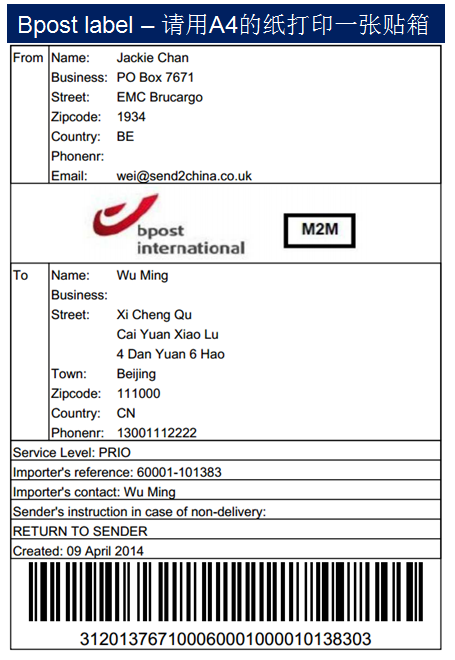 Bpost label – 请用A4的纸打印一张贴箱
From Name: Jackie Chan
Business: PO Box 7671
Street: EMC Brucargo
Zipcode: 1934
Country: BE
Phonenr:
Email: wei@send2china.co.uk
bpost
international
M2M
To Name: Wu Ming
Business:
Street: Xi Cheng Qu
Cai Yuan Xiao Lu
4 Dan Yuan 6 Hao
Town: Beijing
Zipcode: 111000
Country: CN
Phonenr: 13001112222
Service Level: PRIO
Importer's reference: 60001-101383
Importer's contact: Wu Ming
Sender's instruction in case of non-delivery:
RETURN TO SENDER
Created: 09 April 2014
312013767100060001000010138303